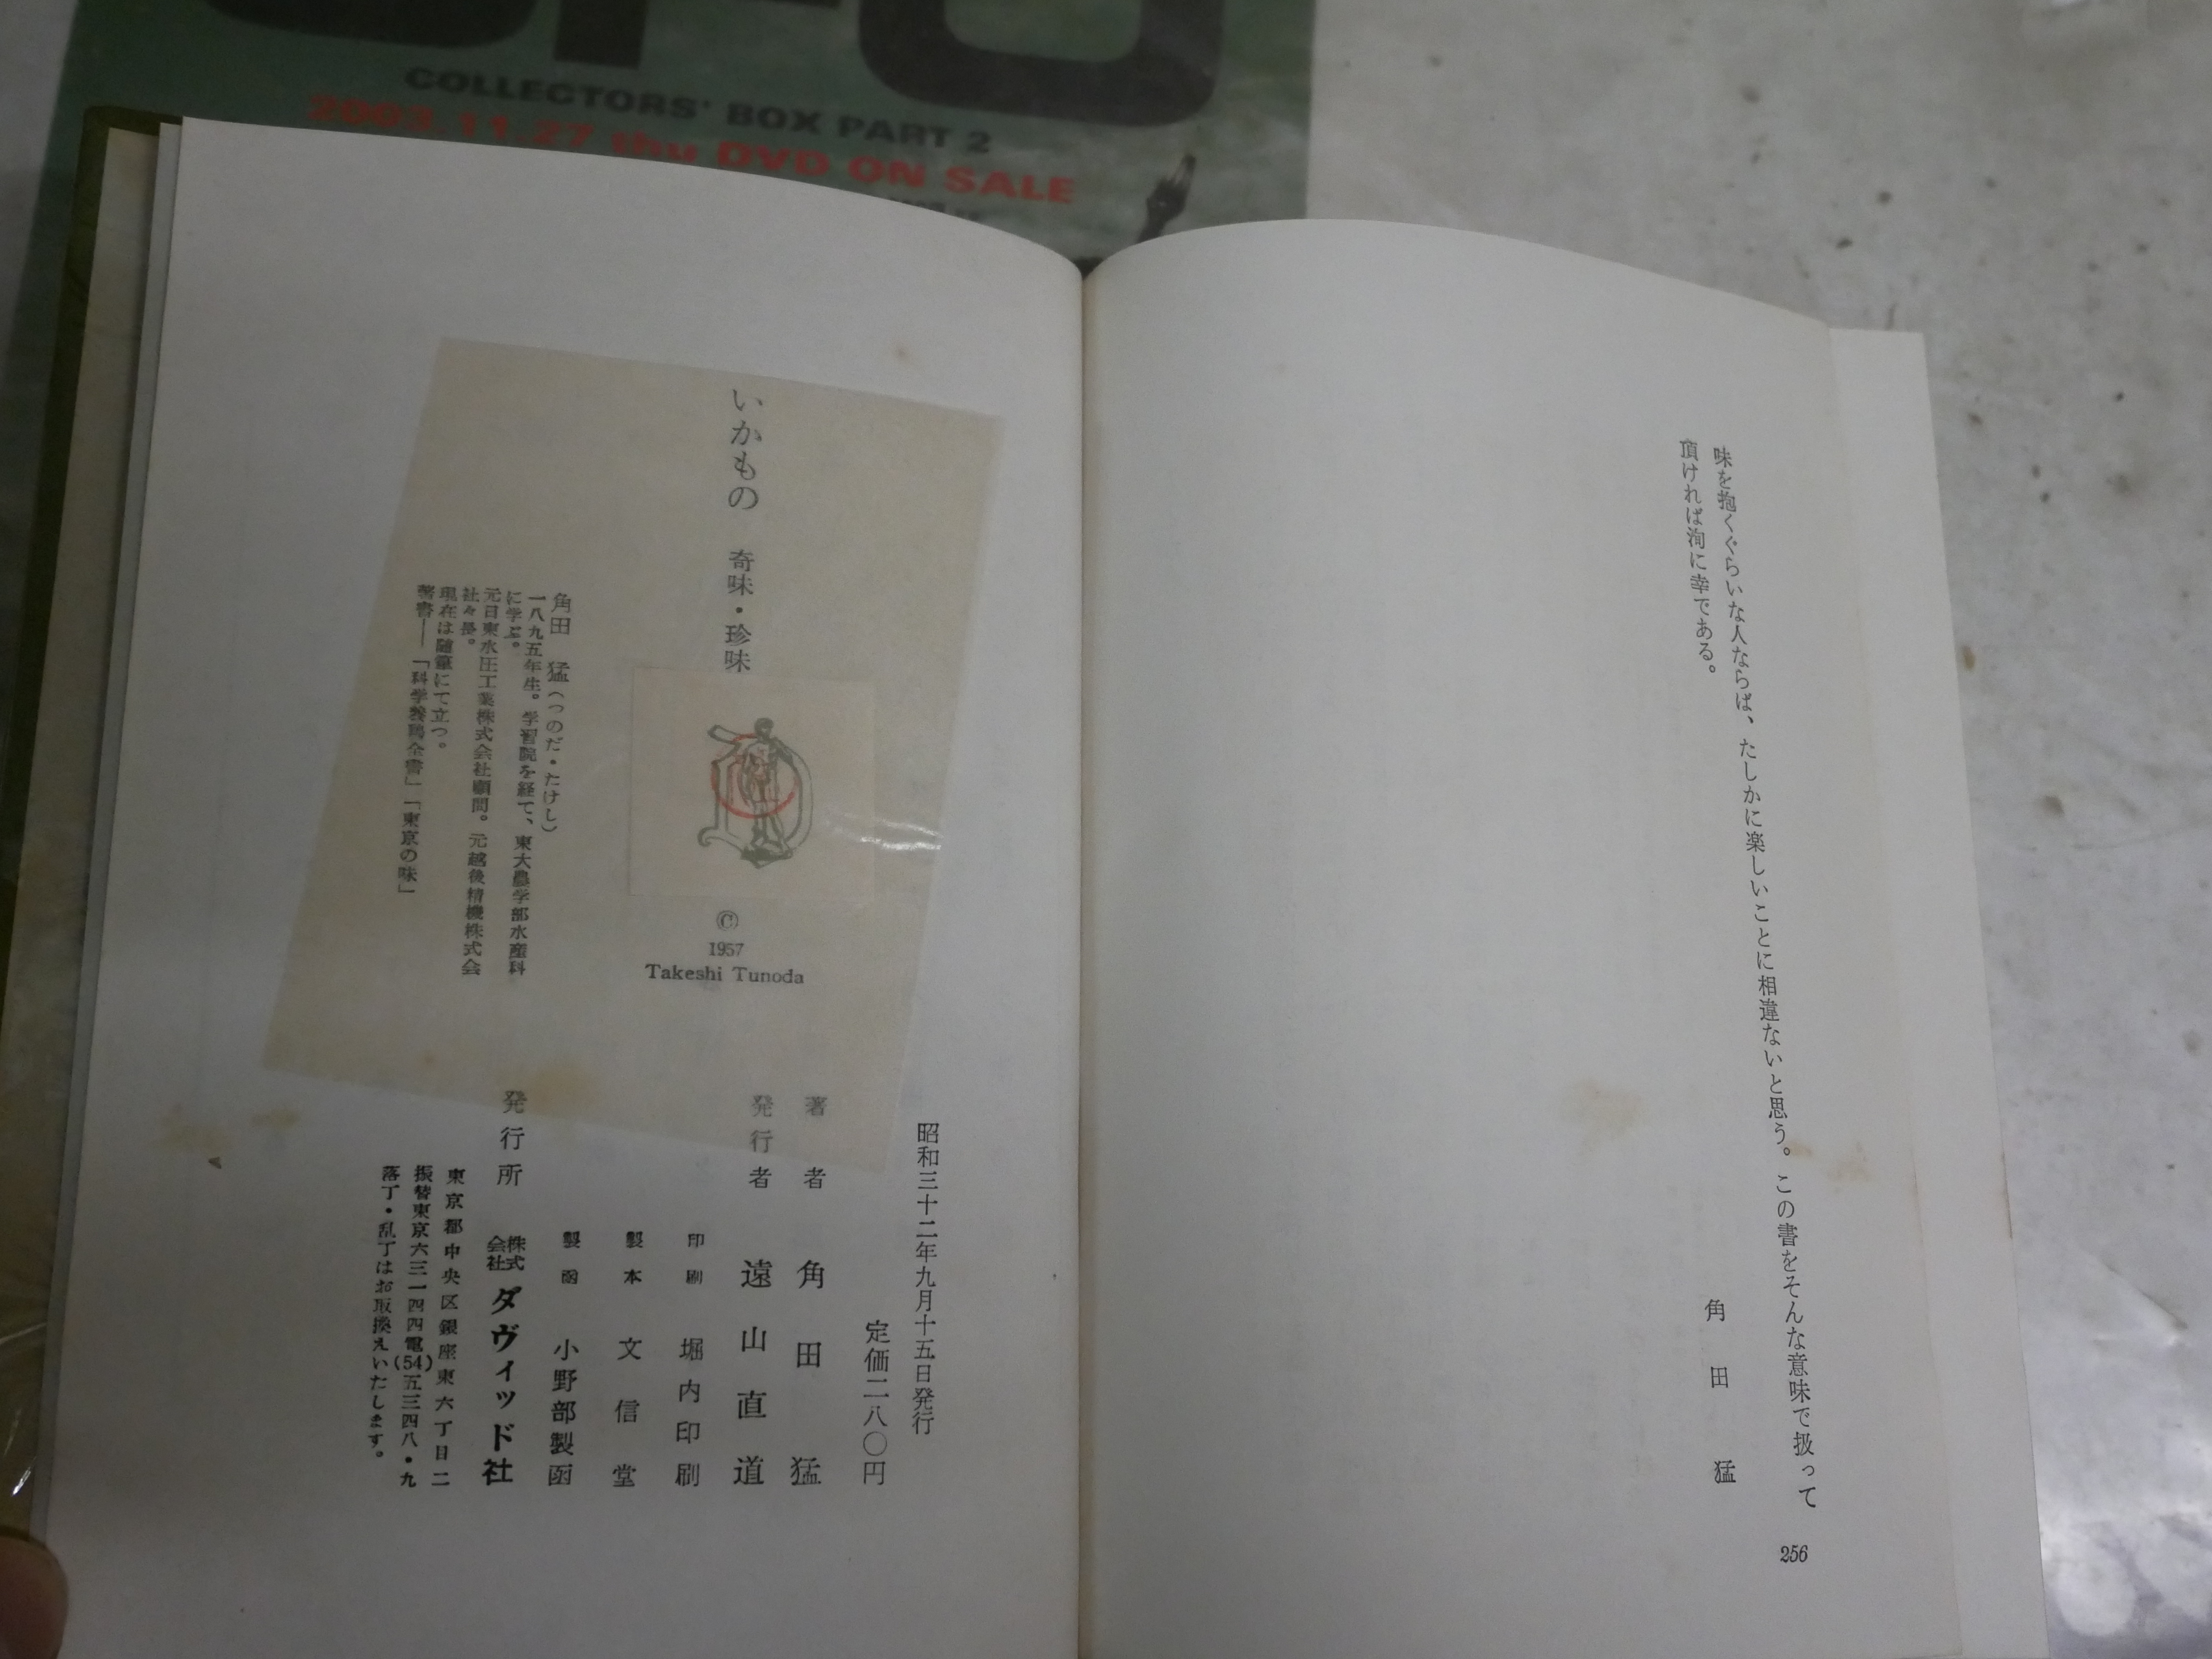 COLLECTORS' BOX PART 2
2003.11.27 thu DVD ON SALE
味を抱くぐらいな人ならば、たしかに楽しいことに相違ないと思う。この書をそんな意味で扱って
頂ければ洵に幸である。
角田 猛
256
昭和三十二年九月十五日発行
定価二八〇円
著者 角田 猛
発行者 遠山直道
印刷 堀内印刷
製本 文信堂
製函 小野部製函
発行所 株式会社 ダヴィッド社
東京都中央区銀座東六丁目二
振替東京六三一四四電(54)五三四八・九
落丁・乱丁はお取換えいたします。
いかもの 奇味・珍味
©
1957
Takeshi Tunoda
角田 猛(つのだ・たけし)
一八九五年生。学習院を経て、東大農学部水産科
に学ぶ。
元日東水圧工業株式会社顧問。元越後精機株式会
社々長。
現在は随筆にて立つ。
著書——「科学養鶏全書」「東京の味」